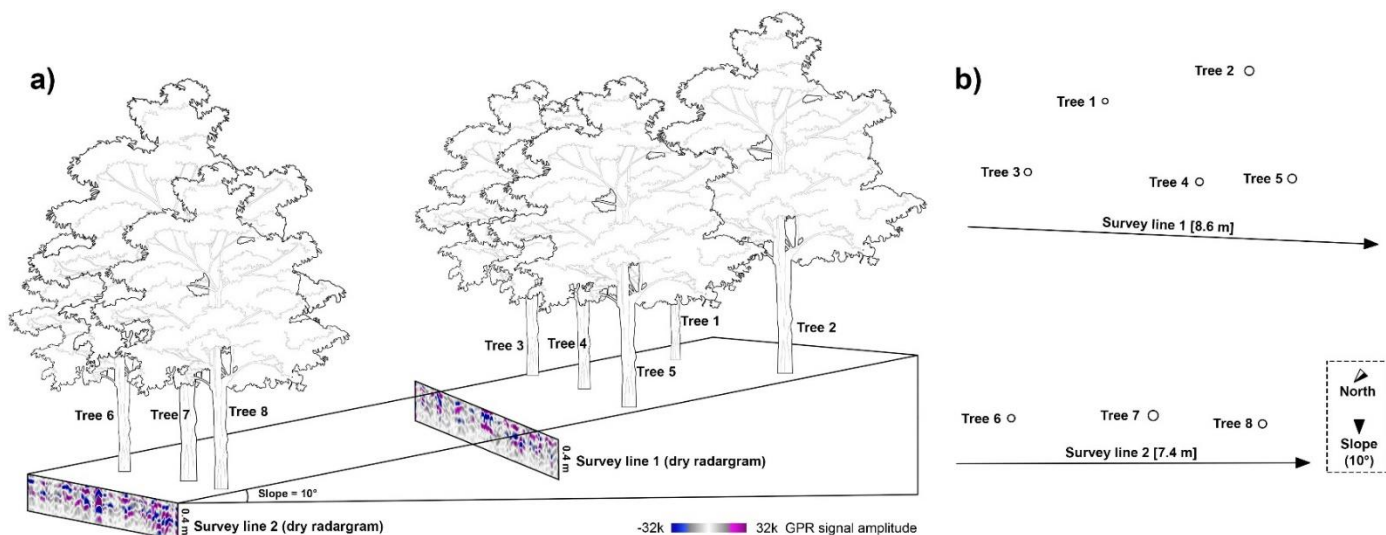 a)
Tree 1
Tree 2
Tree 3
Tree 4
Tree 5
Tree 6
Tree 7
Tree 8
0.4 m
Survey line 1 (dry radargram)
Slope = 10°
0.4 m
Survey line 2 (dry radargram)
-32k
32k GPR signal amplitude
b)
Tree 2
Tree 1
Tree 3
Tree 4
Tree 5
Survey line 1 [8.6 m]
Tree 6
Tree 7
Tree 8
Survey line 2 [7.4 m]
North
Slope
(10°)